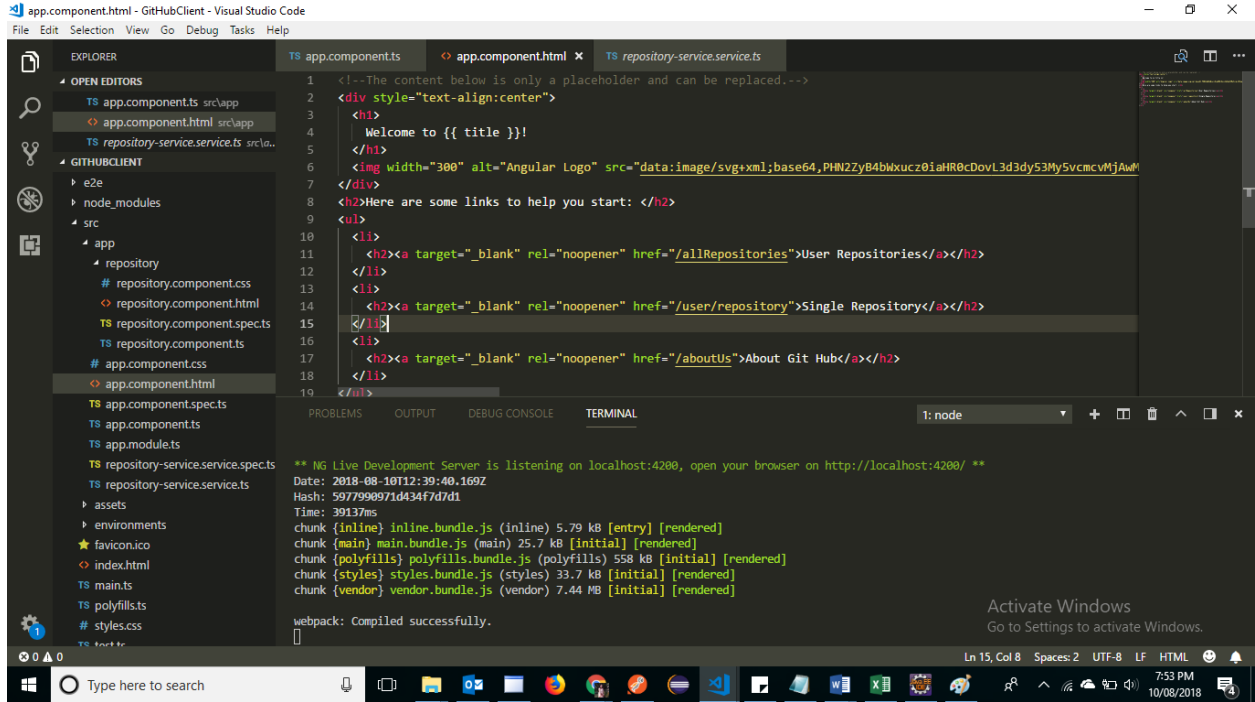 app.component.html - GitHubClient - Visual Studio Code
File Edit Selection View Go Debug Tasks Help
EXPLORER
OPEN EDITORS
TS app.component.ts src\app
<> app.component.html src\app
TS repository-service.service.ts src\a..
GITHUBCLIENT
e2e
node_modules
src
app
repository
# repository.component.css
<> repository.component.html
TS repository.component.spec.ts
TS repository.component.ts
# app.component.css
<> app.component.html
TS app.component.spec.ts
TS app.component.ts
TS app.module.ts
TS repository-service.service.spec.ts
TS repository-service.service.ts
assets
environments
favicon.ico
<> index.html
TS main.ts
TS polyfills.ts
# styles.css
TS test.ts
TS app.component.ts <> app.component.html × TS repository-service.service.ts
1 <!--The content below is only a placeholder and can be replaced.-->
2 <div style="text-align:center">
3 <h1>
4 Welcome to {{ title }}!
5 </h1>
6 <img width="300" alt="Angular Logo" src="data:image/svg+xml;base64,PHN2ZyB4bWxucz0iaHR0cDovL3d3dy53My5vcmcvMjAwM
7 </div>
8 <h2>Here are some links to help you start: </h2>
9 <ul>
10 <li>
11 <h2><a target="_blank" rel="noopener" href="/allRepositories">User Repositories</a></h2>
12 </li>
13 <li>
14 <h2><a target="_blank" rel="noopener" href="/user/repository">Single Repository</a></h2>
15 </li>
16 <li>
17 <h2><a target="_blank" rel="noopener" href="/aboutUs">About Git Hub</a></h2>
18 </li>
19 </ul>
PROBLEMS OUTPUT DEBUG CONSOLE TERMINAL 1: node
** NG Live Development Server is listening on localhost:4200, open your browser on http://localhost:4200/ **
Date: 2018-08-10T12:39:40.169Z
Hash: 5977990971d434f7d7d1
Time: 39137ms
chunk {inline} inline.bundle.js (inline) 5.79 kB [entry] [rendered]
chunk {main} main.bundle.js (main) 25.7 kB [initial] [rendered]
chunk {polyfills} polyfills.bundle.js (polyfills) 558 kB [initial] [rendered]
chunk {styles} styles.bundle.js (styles) 33.7 kB [initial] [rendered]
chunk {vendor} vendor.bundle.js (vendor) 7.44 MB [initial] [rendered]
webpack: Compiled successfully.
Activate Windows
Go to Settings to activate Windows.
1
0 0 Ln 15, Col 8 Spaces: 2 UTF-8 LF HTML
Type here to search
7:53 PM
10/08/2018
4